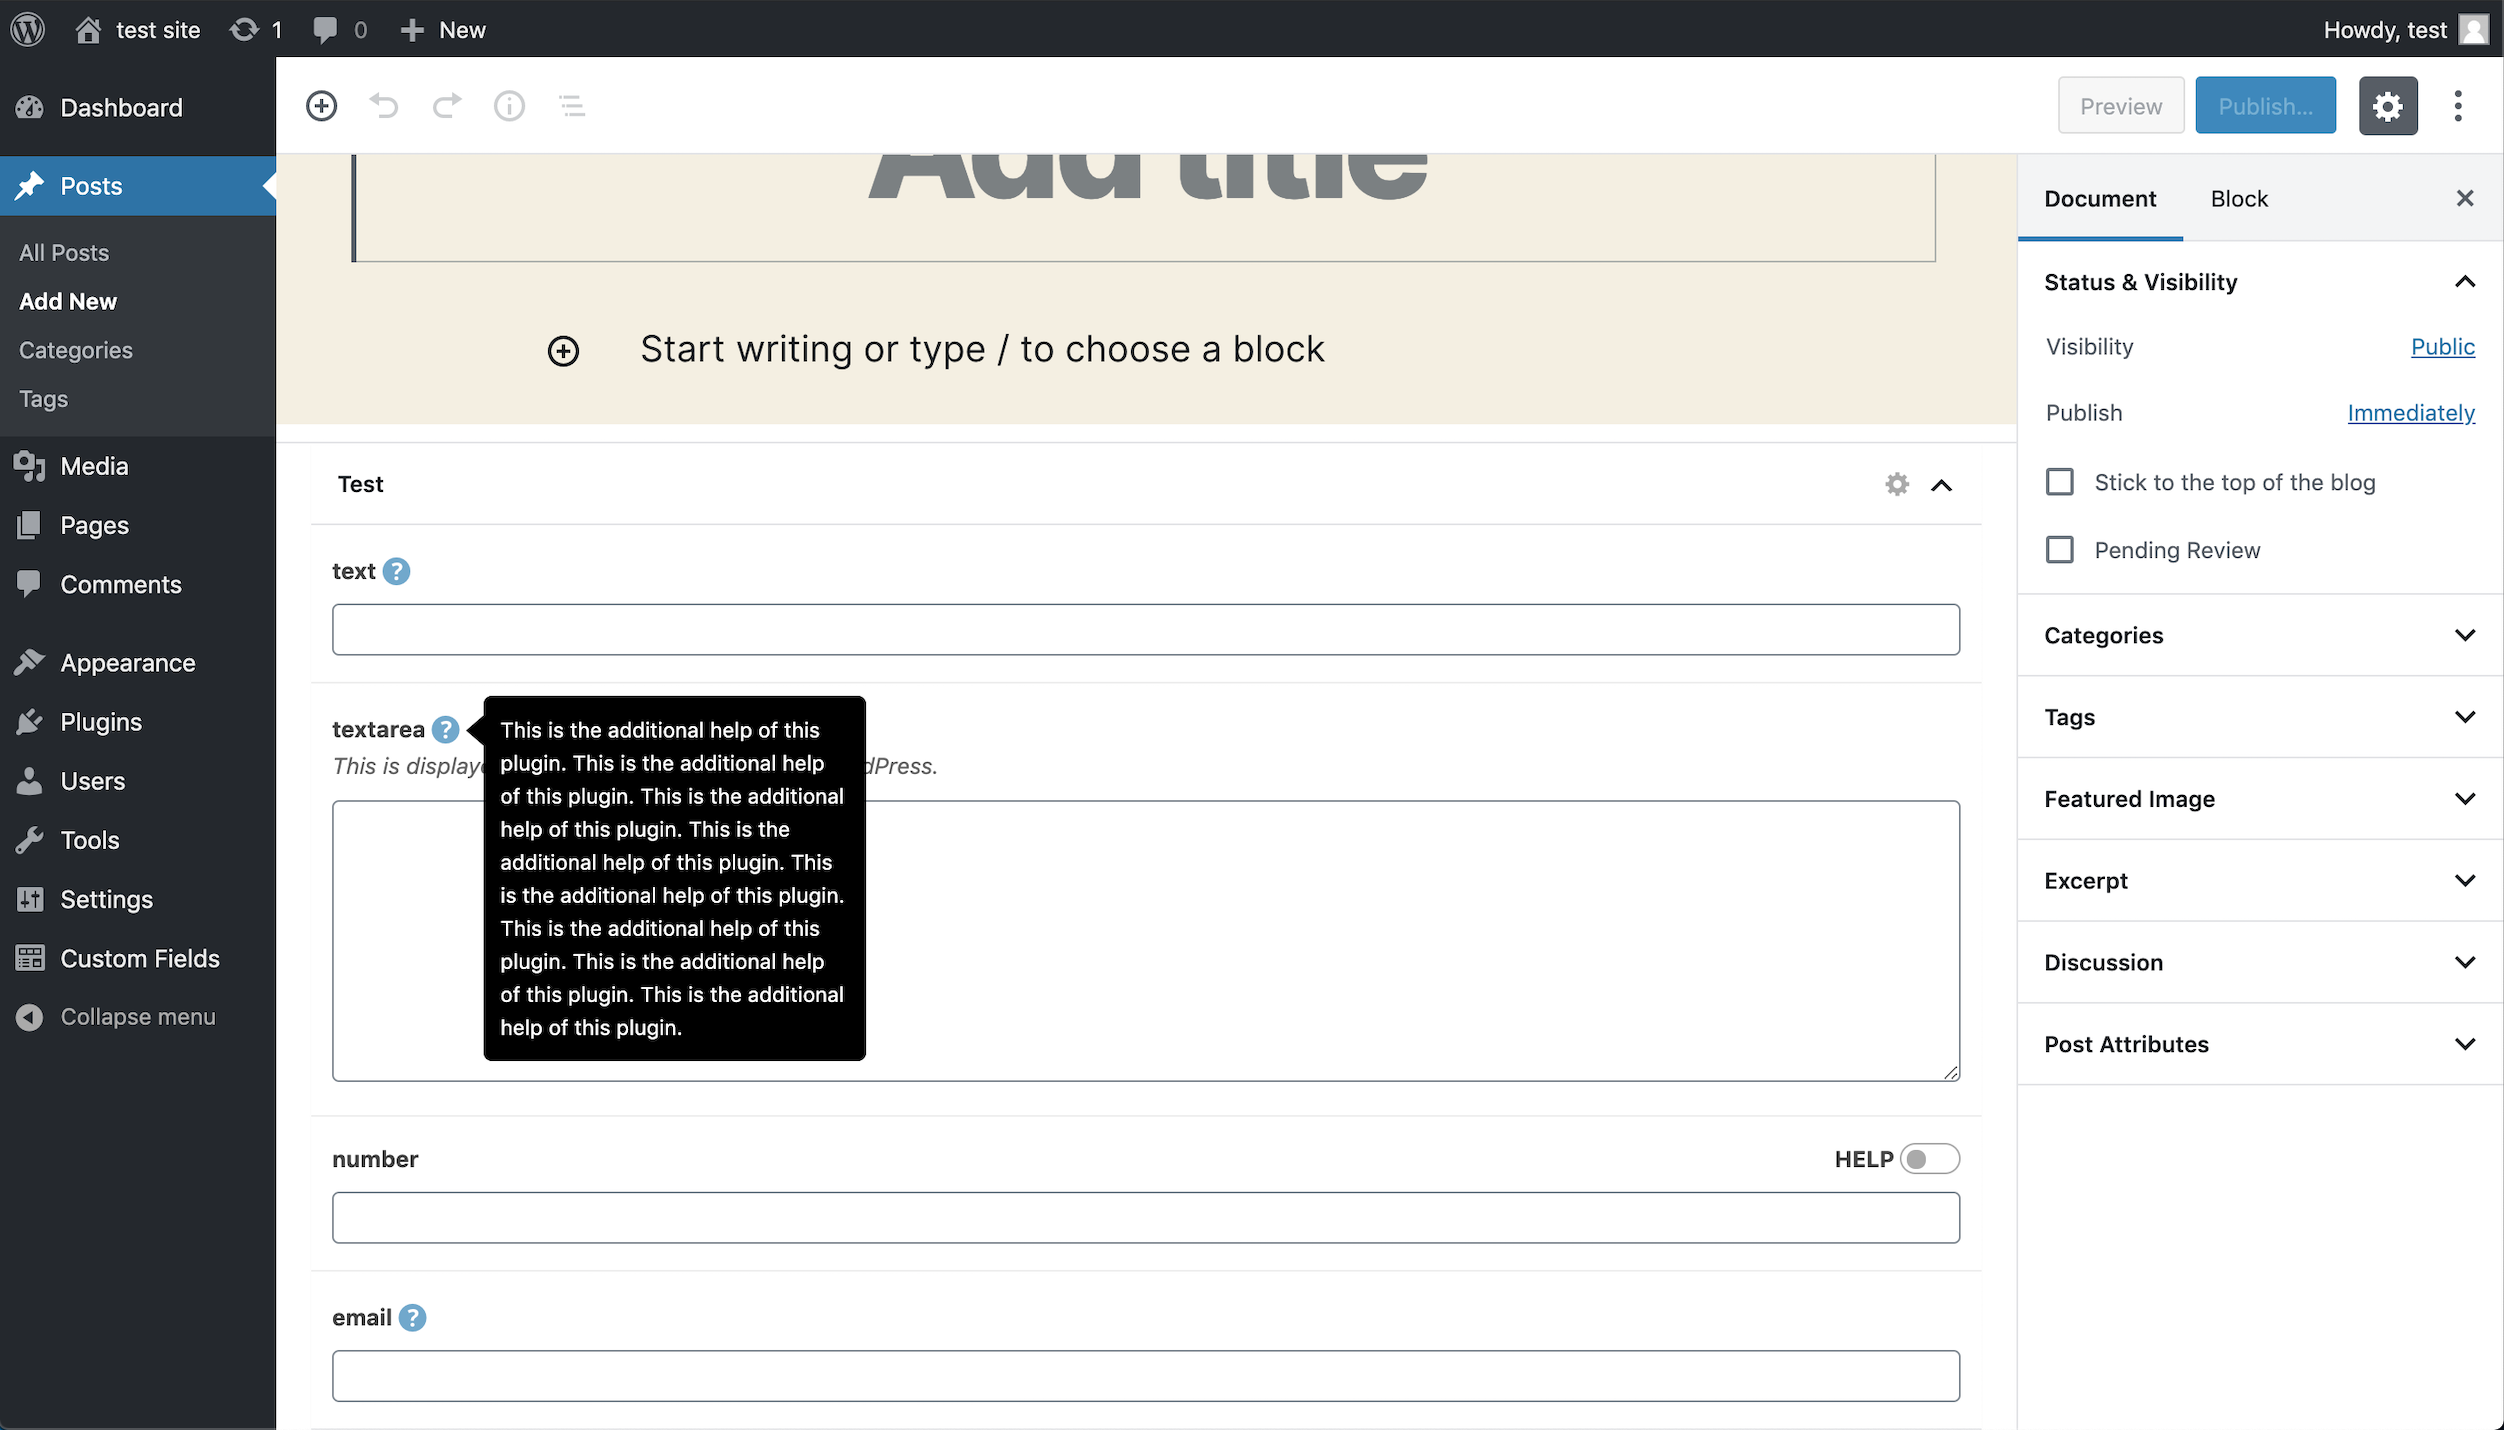 test site 1 0 New Howdy, test
Dashboard
Posts
All Posts
Add New
Categories
Tags
Media
Pages
Comments
Appearance
Plugins
Users
Tools
Settings
Custom Fields
Collapse menu
Preview Publish...
Add title
Start writing or type / to choose a block
Test
text ?
textarea ?
This is displaye
This is the additional help of this
plugin. This is the additional help
of this plugin. This is the additional
help of this plugin. This is the
additional help of this plugin. This
is the additional help of this plugin.
This is the additional help of this
plugin. This is the additional help
of this plugin. This is the additional
help of this plugin.
dPress.
number HELP
email ?
Document Block
Status & Visibility
Visibility Public
Publish Immediately
Stick to the top of the blog
Pending Review
Categories
Tags
Featured Image
Excerpt
Discussion
Post Attributes